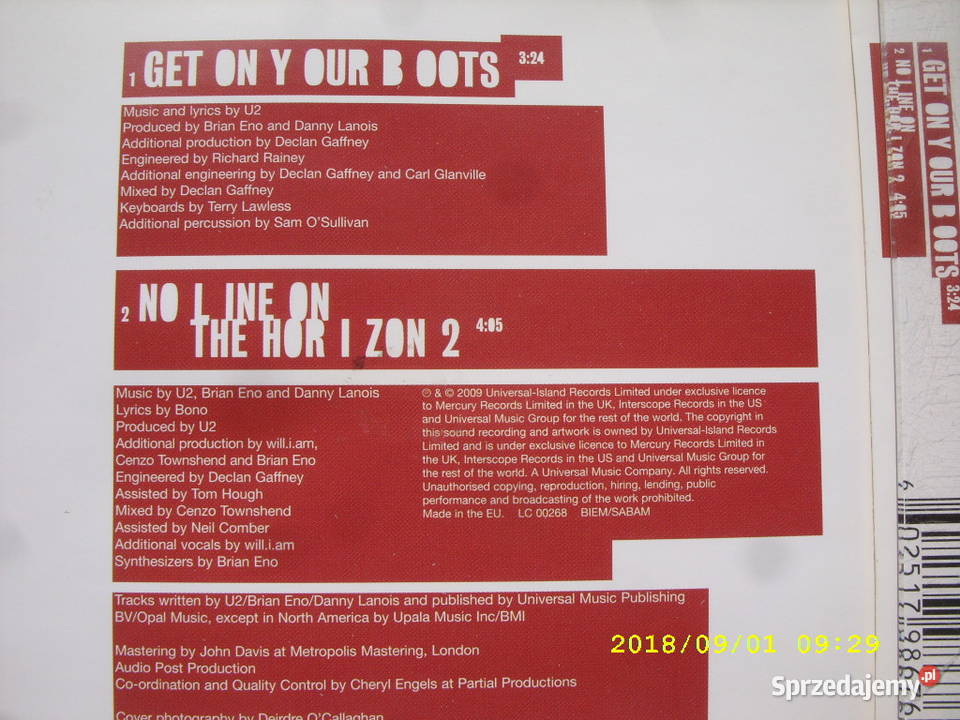 1 GET ON Y OUR B OOTS 3:24
Music and lyrics by U2
Produced by Brian Eno and Danny Lanois
Additional production by Declan Gaffney
Engineered by Richard Rainey
Additional engineering by Declan Gaffney and Carl Glanville
Mixed by Declan Gaffney
Keyboards by Terry Lawless
Additional percussion by Sam O'Sullivan
2 NO L INE ON
THE HOR I ZON 2 4:05
Music by U2, Brian Eno and Danny Lanois
Lyrics by Bono
Produced by U2
Additional production by will.i.am,
Cenzo Townshend and Brian Eno
Engineered by Declan Gaffney
Assisted by Tom Hough
Mixed by Cenzo Townshend
Assisted by Neil Comber
Additional vocals by will.i.am
Synthesizers by Brian Eno
℗ & © 2009 Universal-Island Records Limited under exclusive licence
to Mercury Records Limited in the UK, Interscope Records in the US
and Universal Music Group for the rest of the world. The copyright in
this sound recording and artwork is owned by Universal-Island Records
Limited and is under exclusive licence to Mercury Records Limited in
the UK, Interscope Records in the US and Universal Music Group for
the rest of the world. A Universal Music Company. All rights reserved.
Unauthorised copying, reproduction, hiring, lending, public
performance and broadcasting of the work prohibited.
Made in the EU. LC 00268 BIEM/SABAM
Tracks written by U2/Brian Eno/Danny Lanois and published by Universal Music Publishing
BV/Opal Music, except in North America by Upala Music Inc/BMI
Mastering by John Davis at Metropolis Mastering, London
Audio Post Production
Co-ordination and Quality Control by Cheryl Engels at Partial Productions
Cover photography by Deirdre O'Callaghan
1 GET ON Y OUR B OOTS 3:24
2 NO L INE ON
THE HOR I ZON 2 4:05
2018/09/01 09:29
Sprzedajemy.pl